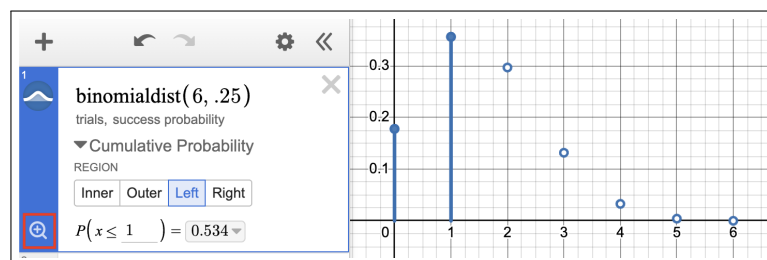 1
binomialdist(6, .25)
trials, success probability
Cumulative Probability
REGION
Inner Outer Left Right
P(x ≤ 1) = 0.534
0.3
0.2
0.1
0 1 2 3 4 5 6